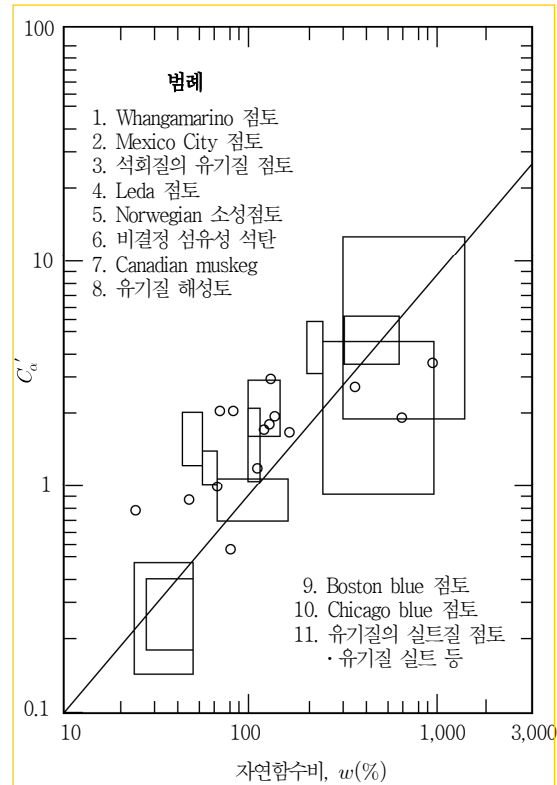 100
범례
1. Whangamarino 점토
2. Mexico City 점토
3. 석회질의 유기질 점토
4. Leda 점토
5. Norwegian 소성점토
6. 비결정 섬유성 석탄
7. Canadian muskeg
8. 유기질 해성토
10
C′α
1
9. Boston blue 점토
10. Chicago blue 점토
11. 유기질의 실트질 점토
· 유기질 실트 등
0.1
10 100 1,000 3,000
자연함수비, w(%)